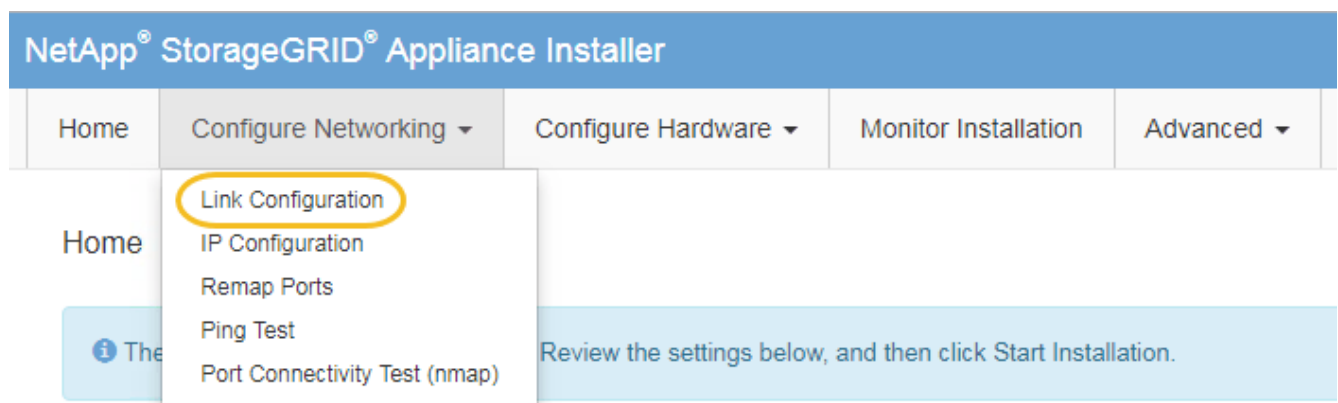 NetApp® StorageGRID® Appliance Installer
Home Configure Networking Configure Hardware Monitor Installation Advanced
Link Configuration
IP Configuration
Remap Ports
Ping Test
Port Connectivity Test (nmap)
Home
The Review the settings below, and then click Start Installation.